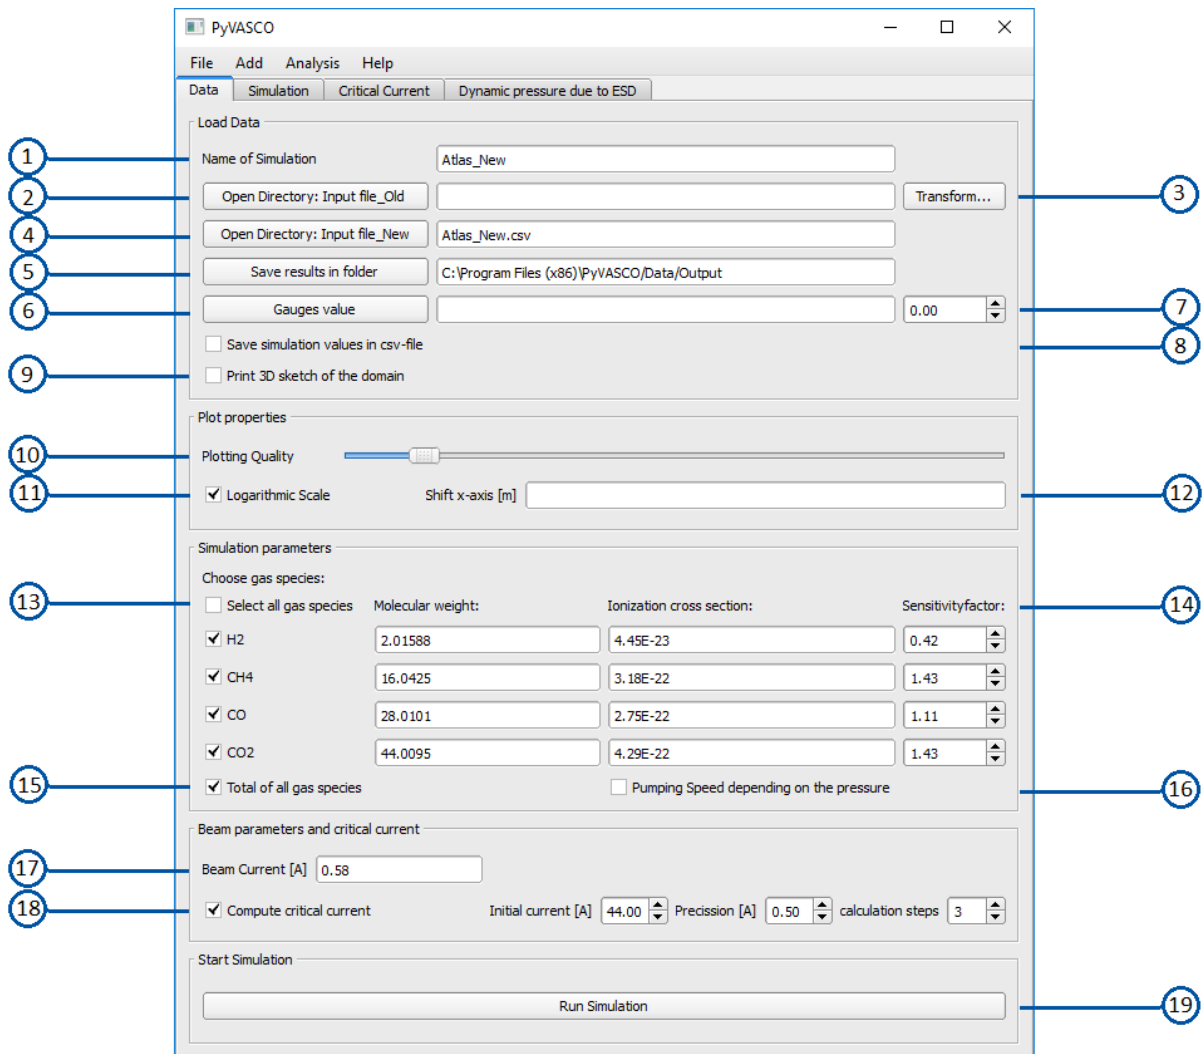 PyVASCO
File Add Analysis Help
Data Simulation Critical Current Dynamic pressure due to ESD
Load Data
1 Name of Simulation Atlas_New
2 Open Directory: Input file_Old Transform... 3
4 Open Directory: Input file_New Atlas_New.csv
5 Save results in folder C:\Program Files (x86)\PyVASCO/Data/Output
6 Gauges value 0.00 7
Save simulation values in csv-file 8
9 Print 3D sketch of the domain
Plot properties
10 Plotting Quality
11 Logarithmic Scale Shift x-axis [m] 12
Simulation parameters
Choose gas species:
13 Select all gas species Molecular weight: Ionization cross section: Sensitivityfactor: 14
H2 2.01588 4.45E-23 0.42
CH4 16.0425 3.18E-22 1.43
CO 28.0101 2.75E-22 1.11
CO2 44.0095 4.29E-22 1.43
15 Total of all gas species Pumping Speed depending on the pressure 16
Beam parameters and critical current
17 Beam Current [A] 0.58
18 Compute critical current Initial current [A] 44.00 Precission [A] 0.50 calculation steps 3
Start Simulation
Run Simulation 19